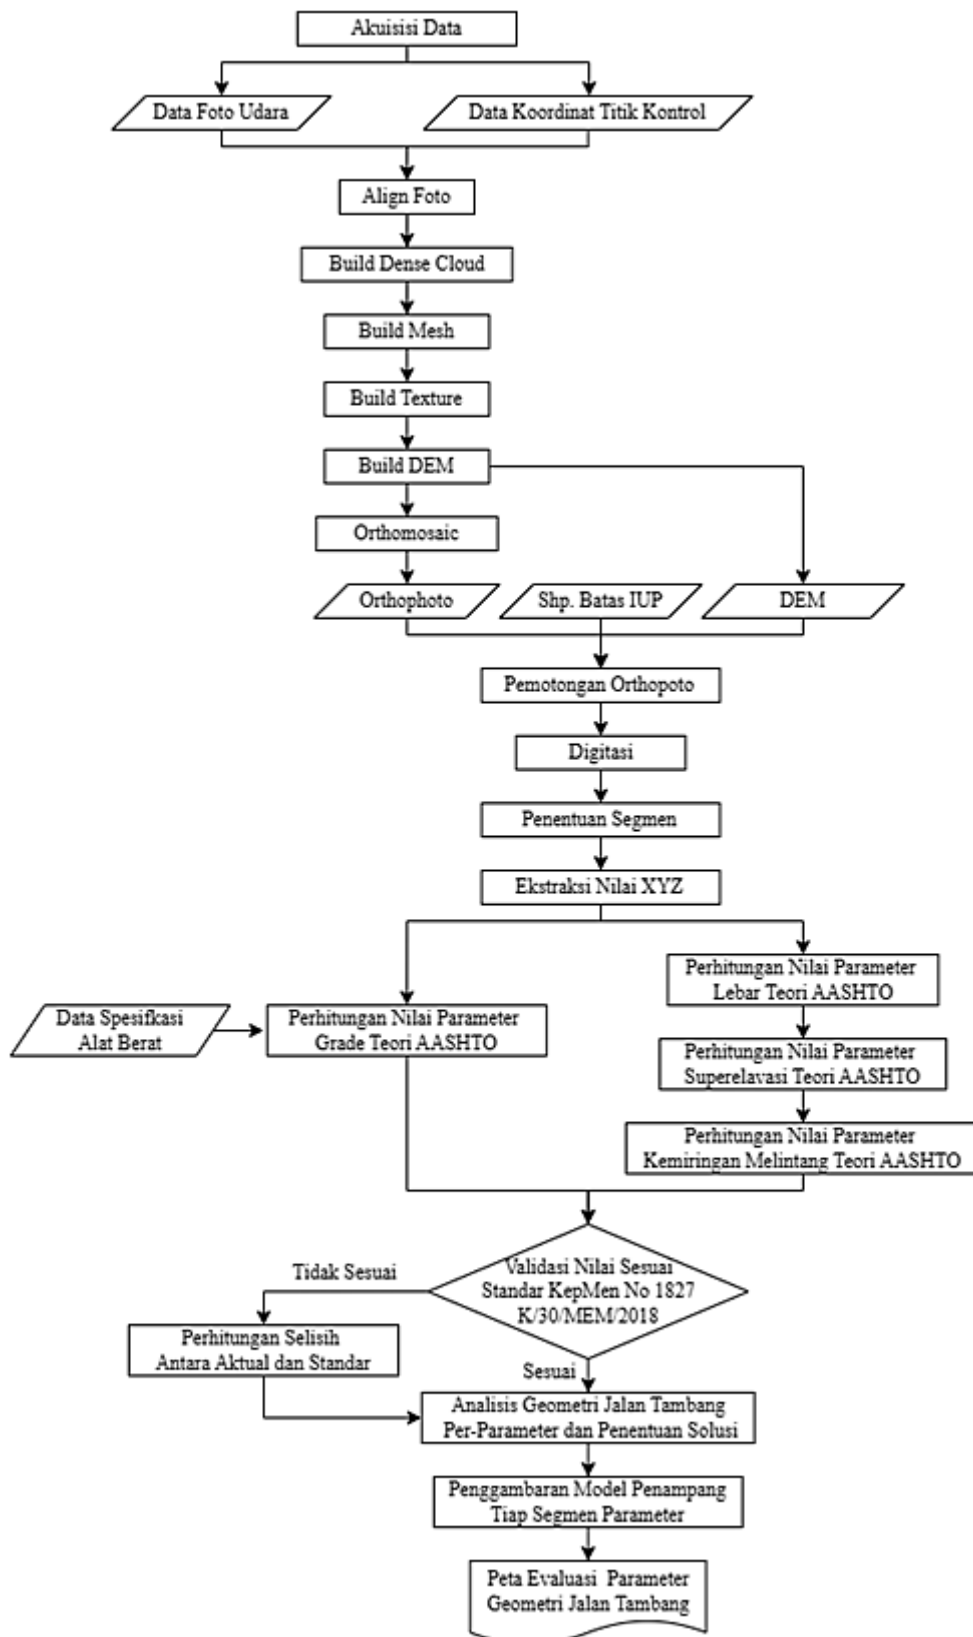 Akuisisi Data
Data Foto Udara
Data Koordinat Titik Kontrol
Align Foto
Build Dense Cloud
Build Mesh
Build Texture
Build DEM
Orthomosaic
Orthophoto
Shp. Batas IUP
DEM
Pemotongan Orthopoto
Digitasi
Penentuan Segmen
Ekstraksi Nilai XYZ
Perhitungan Nilai Parameter
Lebar Teori AASHTO
Data Spesifkasi
Alat Berat
Perhitungan Nilai Parameter
Grade Teori AASHTO
Perhitungan Nilai Parameter
Superelavasi Teori AASHTO
Perhitungan Nilai Parameter
Kemiringan Melintang Teori AASHTO
Validasi Nilai Sesuai
Standar KepMen No 1827
K/30/MEM/2018
Tidak Sesuai
Perhitungan Selisih
Antara Aktual dan Standar
Sesuai
Analisis Geometri Jalan Tambang
Per-Parameter dan Penentuan Solusi
Penggambaran Model Penampang
Tiap Segmen Parameter
Peta Evaluasi Parameter
Geometri Jalan Tambang